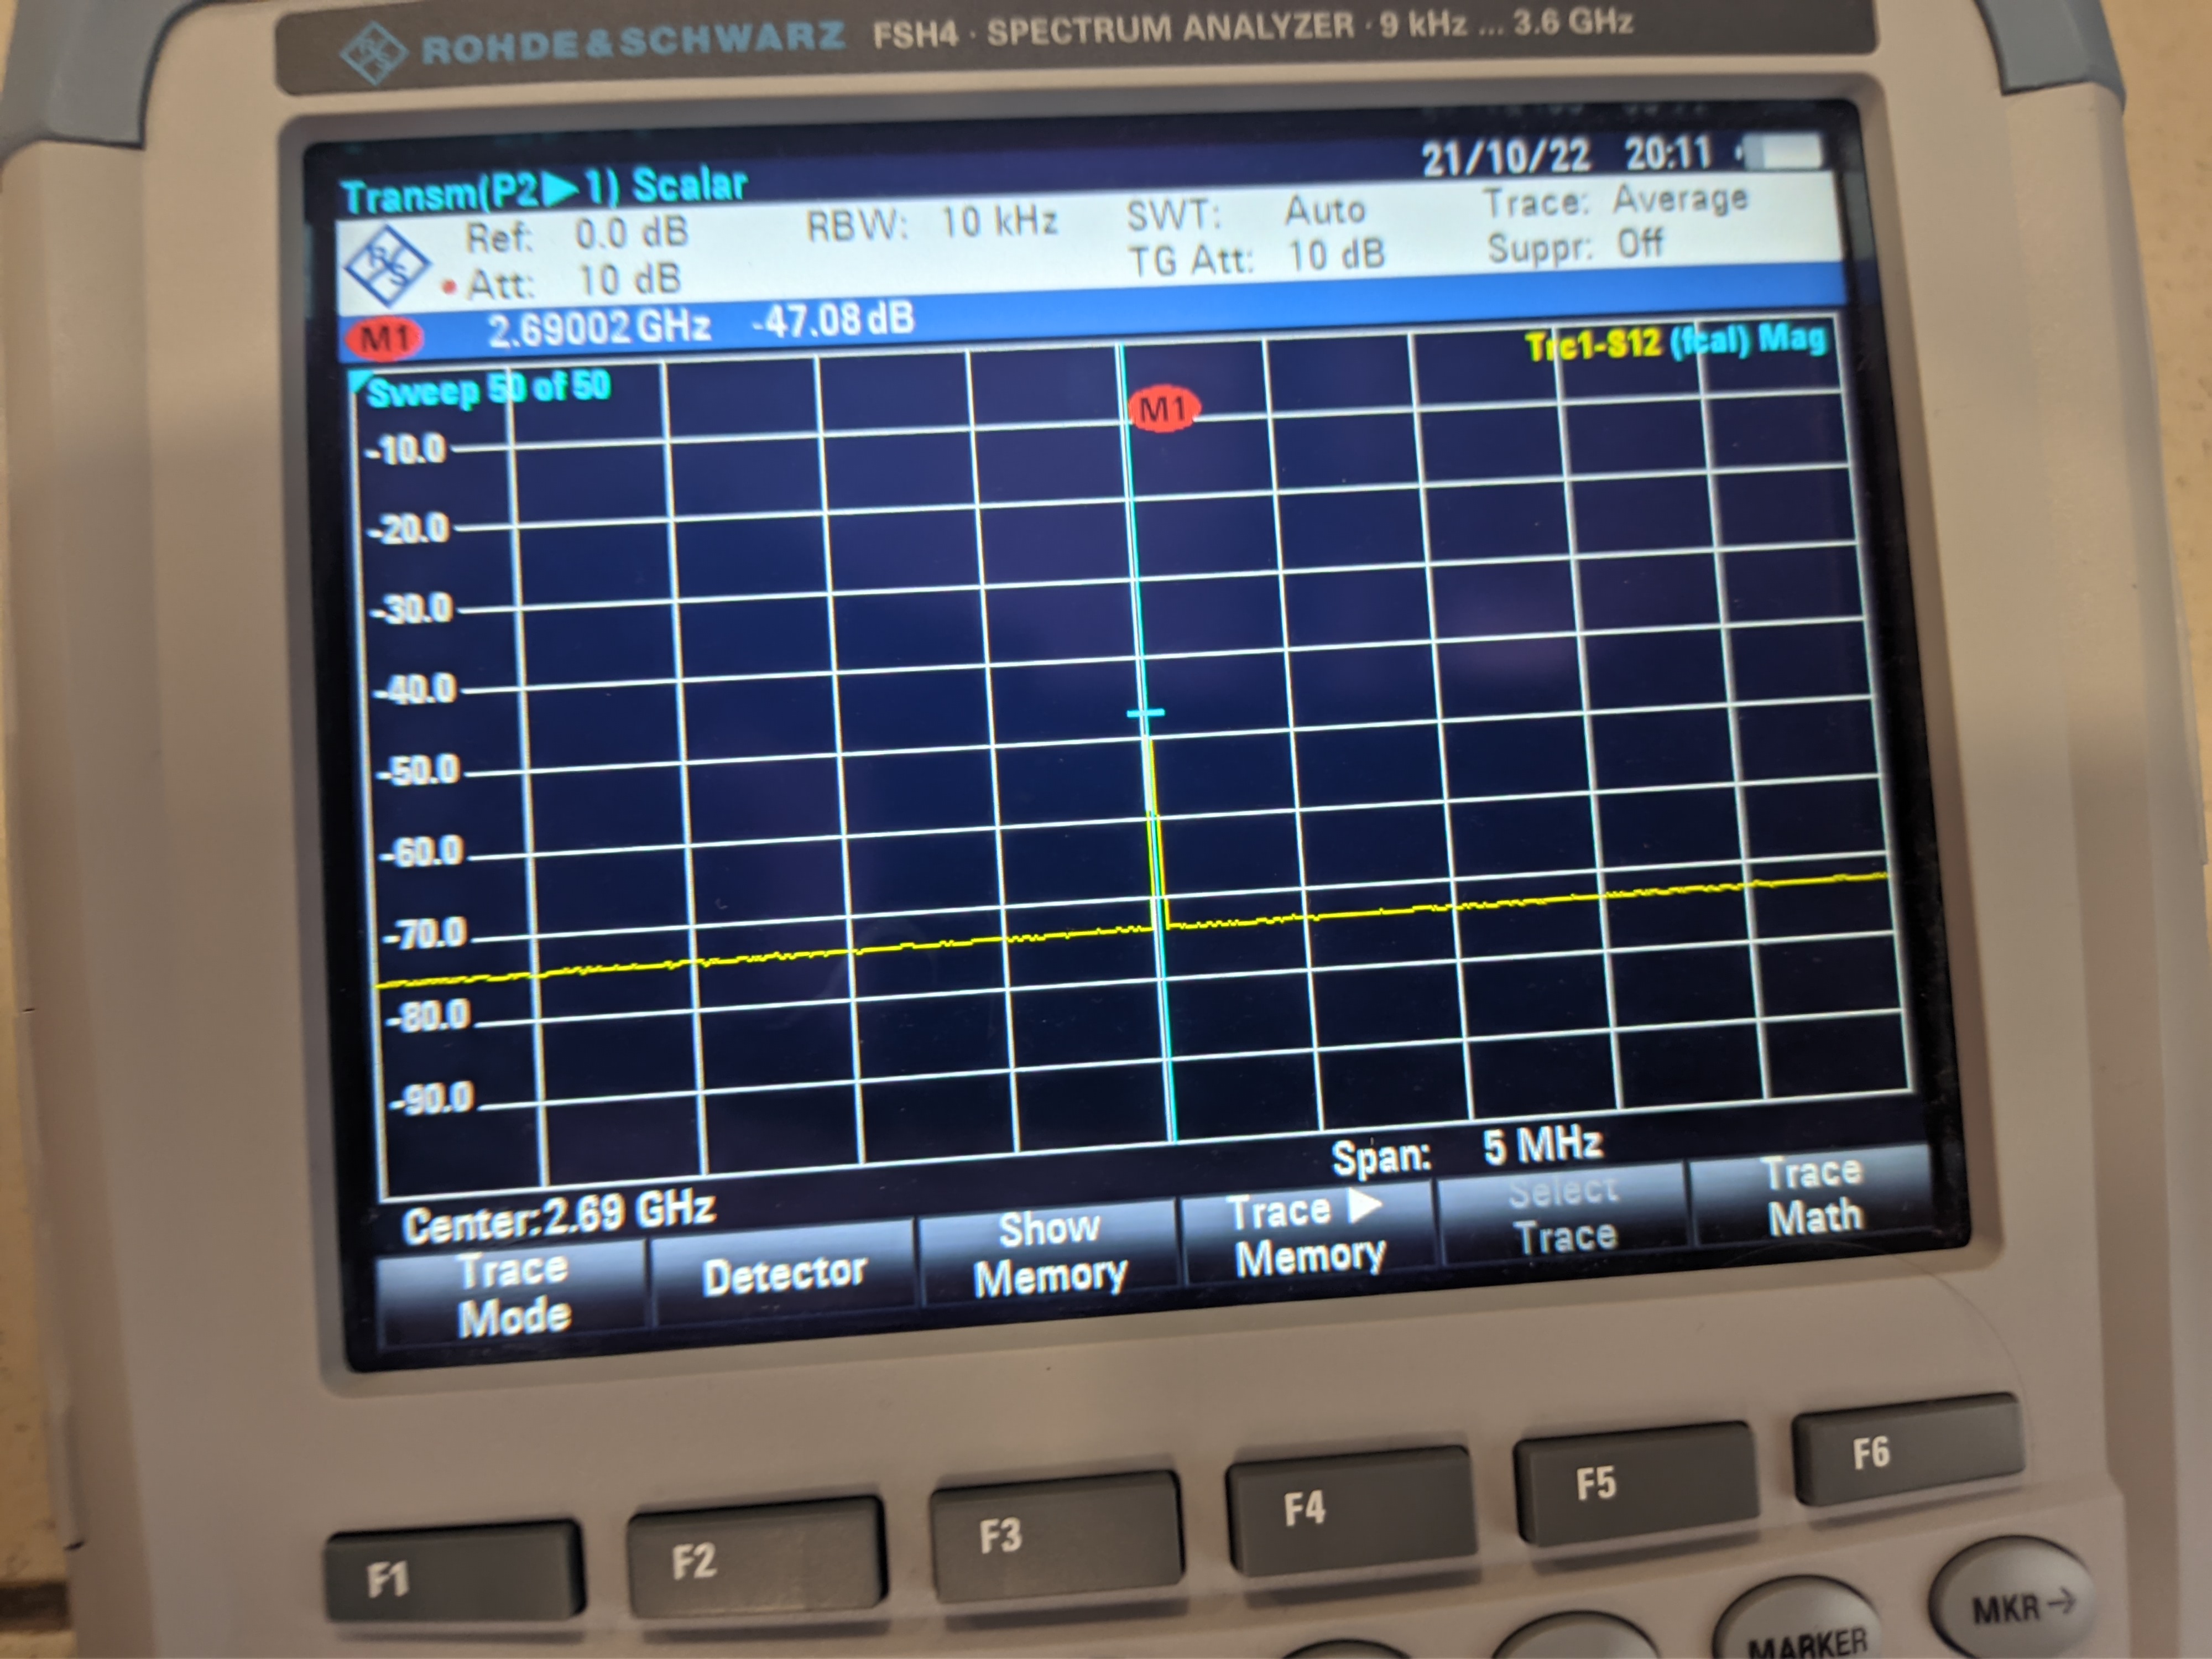 ROHDE & SCHWARZ FSH4 · SPECTRUM ANALYZER · 9 kHz ... 3.6 GHz
21/10/22 20:11
Transm(P2▶1) Scalar
Ref: 0.0 dB RBW: 10 kHz SWT: Auto Trace: Average
Att: 10 dB TG Att: 10 dB Suppr: Off
M1 2.69002 GHz -47.08 dB
Trc1-S12 (fcal) Mag
Sweep 50 of 50
M1
-10.0
-20.0
-30.0
-40.0
-50.0
-60.0
-70.0
-80.0
-90.0
Center:2.69 GHz Span: 5 MHz
Trace Mode
Detector
Show Memory
Trace ▶ Memory
Select Trace
Trace Math
F1 F2 F3 F4 F5 F6
MARKER MKR→